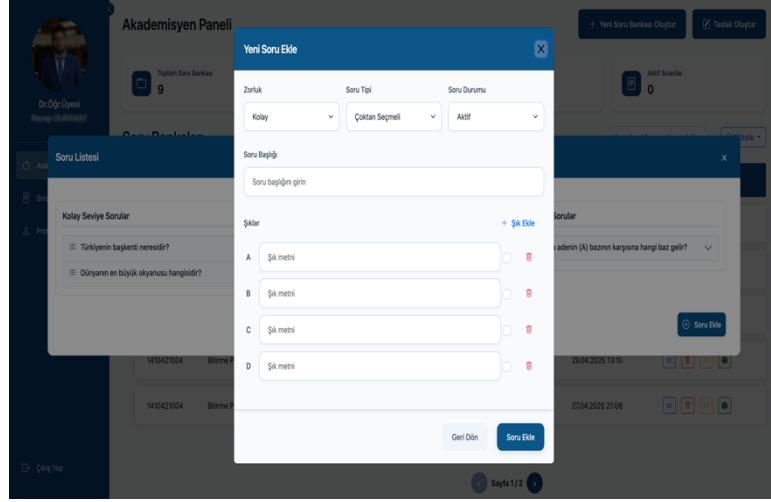 Akademisyen Paneli
+ Yeni Soru Bankası Oluştur
Taslak Oluştur
Toplam Soru Bankası
9
Aktif Sınavlar
0
Dr.Öğr.Üyesi
Soru Listesi
X
Kolay Seviye Sorular
Türkiyenin başkenti neresidir?
Dünyanın en büyük okyanusu hangisidir?
Sorular
adenin (A) bazının karşısına hangi baz gelir?
Soru Ekle
Yeni Soru Ekle
X
Zorluk
Soru Tipi
Soru Durumu
Kolay
Çoktan Seçmeli
Aktif
Soru Başlığı
Soru başlığını girin
Şıklar
+ Şık Ekle
A
Şık metni
B
Şık metni
C
Şık metni
D
Şık metni
Geri Dön
Soru Ekle
1410421004
Bitirme P
29.04.2025 13:10
1410421004
Bitirme P
27.04.2025 21:08
Çıkış Yap
Sayfa 1 / 2